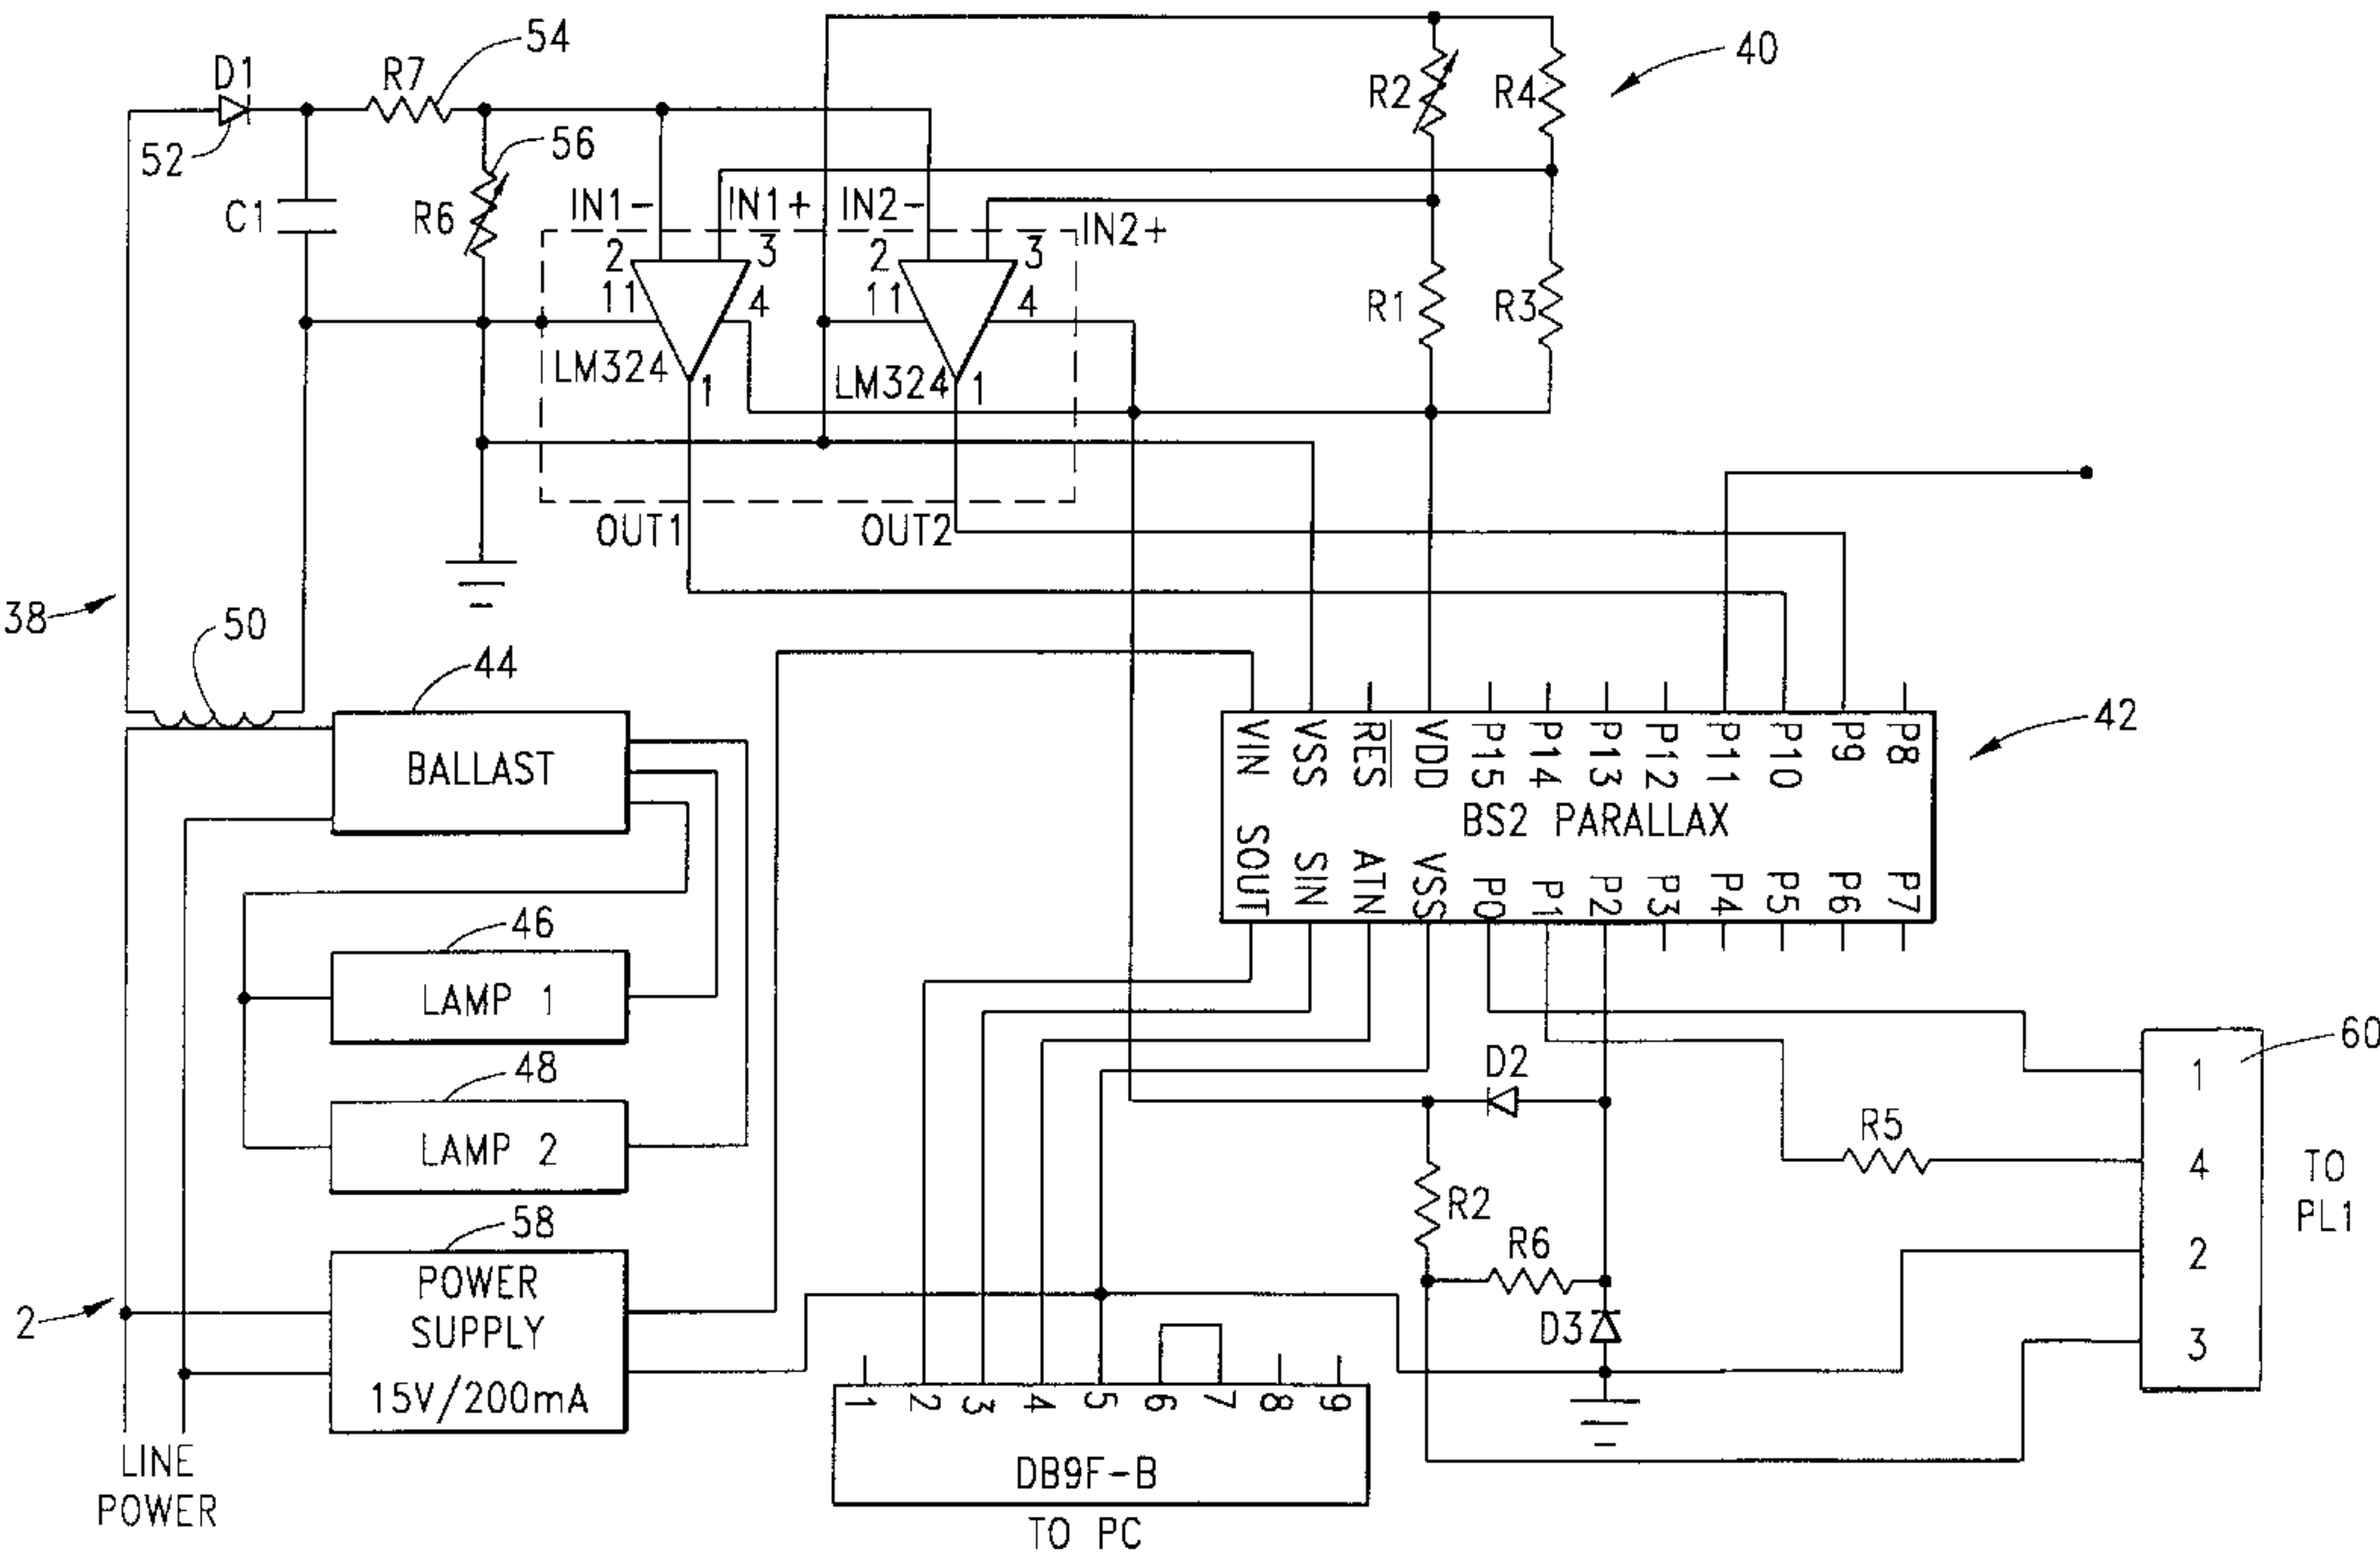 54
40
D1
R7
R2
R4
52
56
C1
R6
IN1-
IN1+
IN2-
IN2+
2
3
2
3
11
4
11
4
R1
R3
LM324
1
LM324
1
OUT1
OUT2
38
50
44
42
BALLAST
VIN
VSS
RES
VDD
P15
P14
P13
P12
P11
P10
P9
P8
BS2 PARALLAX
SOUT
SIN
ATN
VSS
P0
P1
P2
P3
P4
P5
P6
P7
46
LAMP 1
48
LAMP 2
D2
60
1
R5
4
TO
PL1
R2
58
R6
2
POWER
SUPPLY
15V/200mA
2
D3
3
1
2
3
4
5
6
7
8
9
LINE
POWER
DB9F-B
TO PC